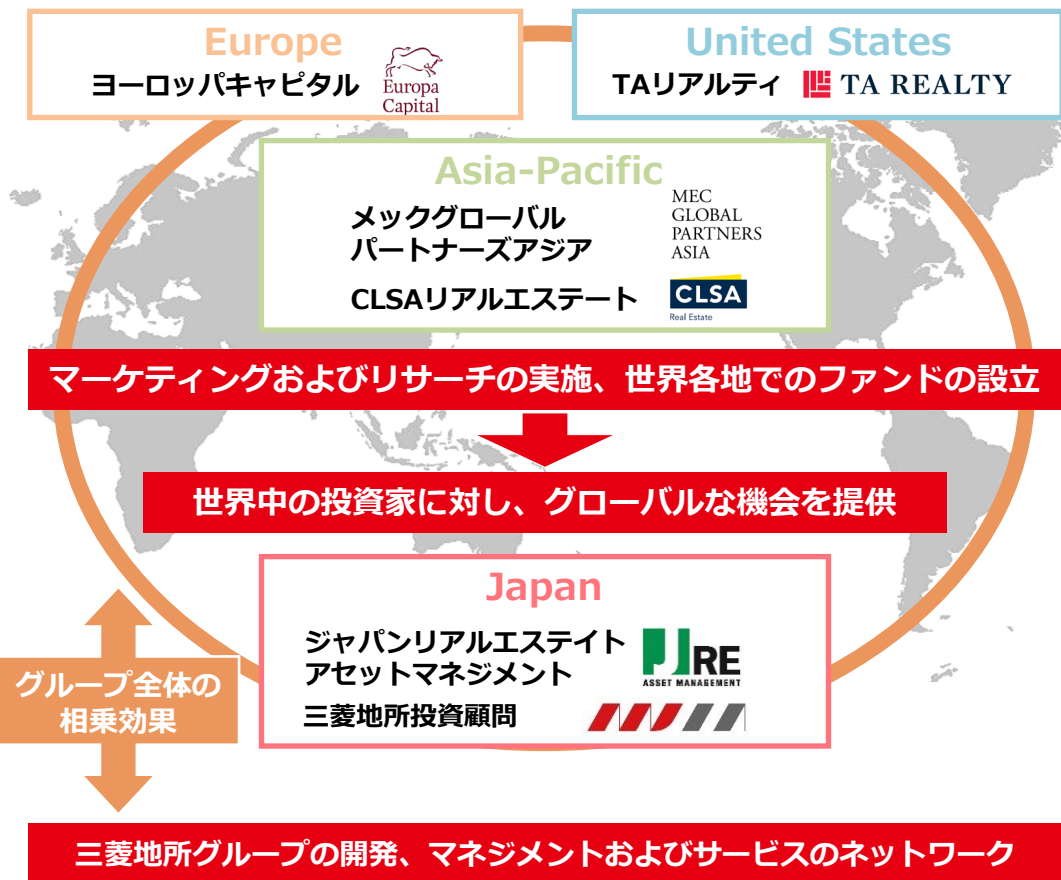 Europe
ヨーロッパキャピタル
Europa
Capital
United States
TAリアルティ
TA REALTY
Asia-Pacific
メックグローバル
パートナーズアジア
MEC
GLOBAL
PARTNERS
ASIA
CLSAリアルエステート
CLSA
Real Estate
マーケティングおよびリサーチの実施、世界各地でのファンドの設立
世界中の投資家に対し、グローバルな機会を提供
Japan
ジャパンリアルエステイト
アセットマネジメント
JRE
ASSET MANAGEMENT
三菱地所投資顧問
グループ全体の
相乗効果
三菱地所グループの開発、マネジメントおよびサービスのネットワーク